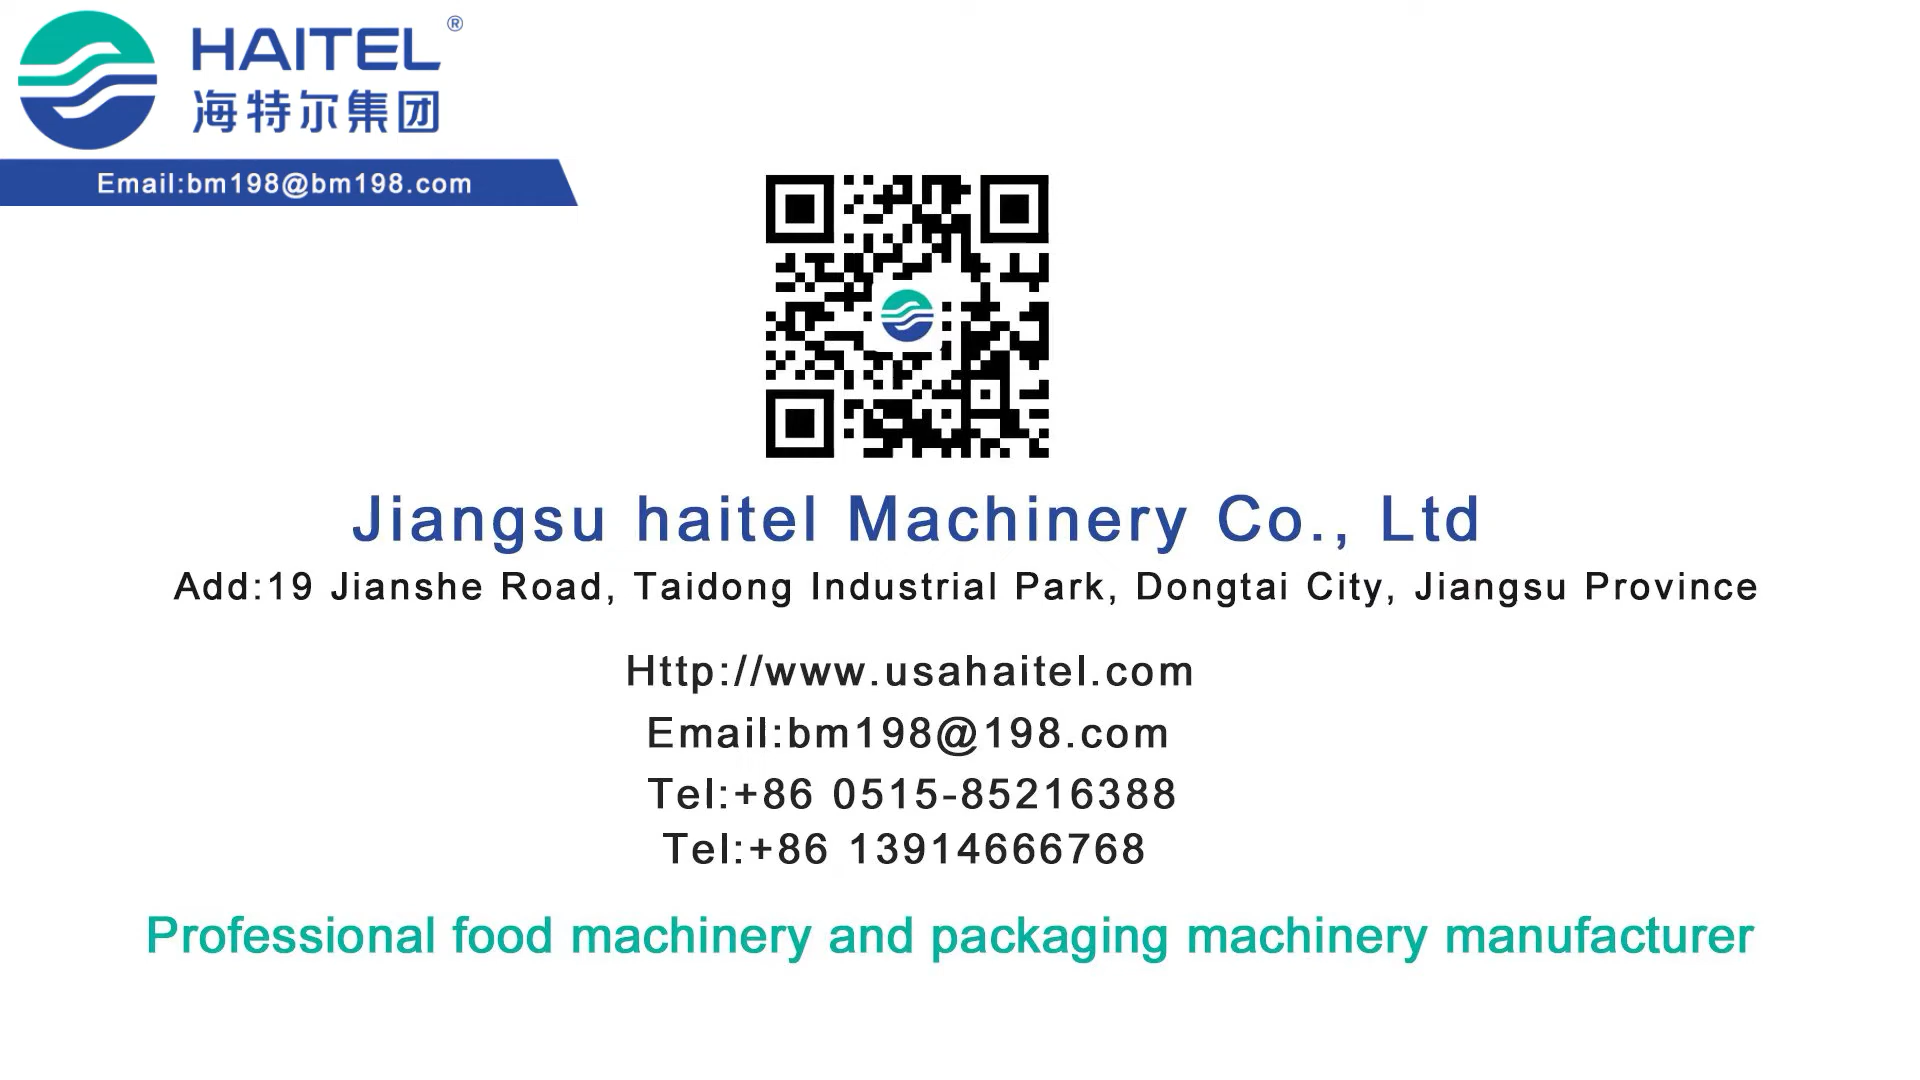 HAITEL®
海特尔集团
Email:bm198@bm198.com
Jiangsu haitel Machinery Co., Ltd
Add:19 Jianshe Road, Taidong Industrial Park, Dongtai City, Jiangsu Province
Http://www.usahaitel.com
Email:bm198@198.com
Tel:+86 0515-85216388
Tel:+86 13914666768
Professional food machinery and packaging machinery manufacturer